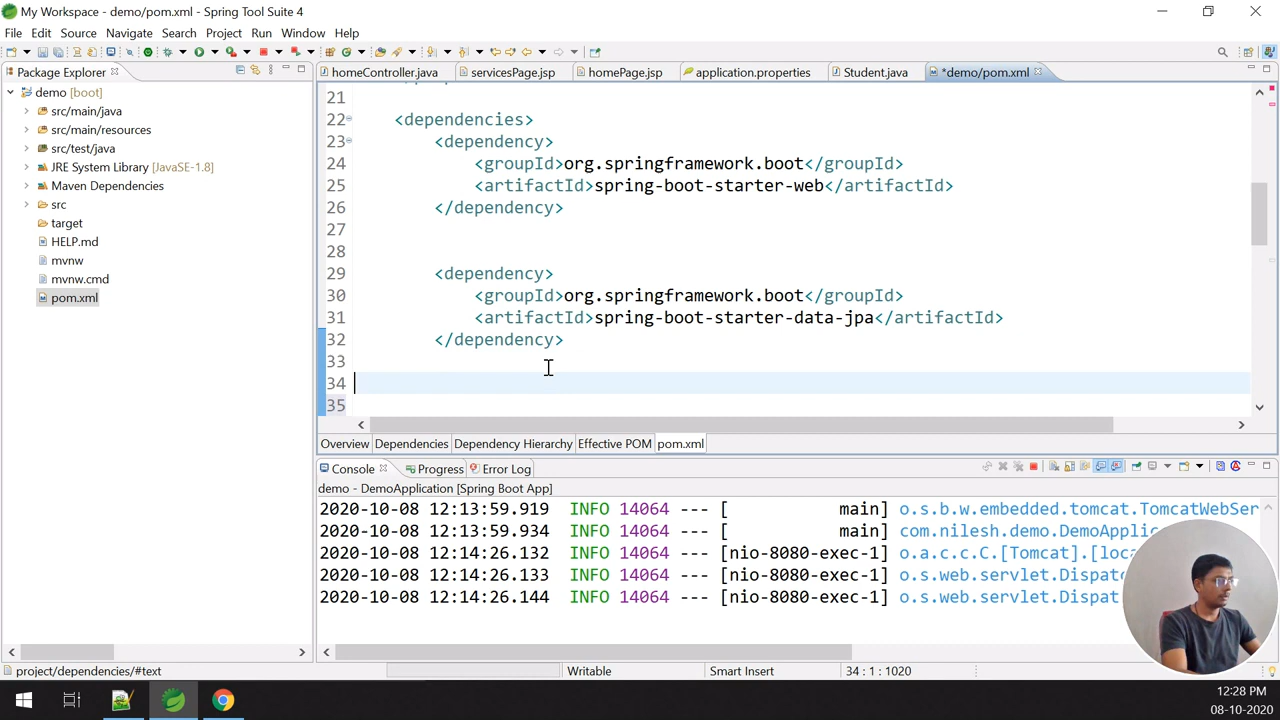 My Workspace - demo/pom.xml - Spring Tool Suite 4
File Edit Source Navigate Search Project Run Window Help
Package Explorer
homeController.java servicesPage.jsp homePage.jsp application.properties Student.java *demo/pom.xml
demo [boot]
src/main/java
src/main/resources
src/test/java
JRE System Library [JavaSE-1.8]
Maven Dependencies
src
target
HELP.md
mvnw
mvnw.cmd
pom.xml
21
22 <dependencies>
23 <dependency>
24 <groupId>org.springframework.boot</groupId>
25 <artifactId>spring-boot-starter-web</artifactId>
26 </dependency>
27
28
29 <dependency>
30 <groupId>org.springframework.boot</groupId>
31 <artifactId>spring-boot-starter-data-jpa</artifactId>
32 </dependency>
33
34
35
Overview Dependencies Dependency Hierarchy Effective POM pom.xml
Console Progress Error Log
demo - DemoApplication [Spring Boot App]
2020-10-08 12:13:59.919 INFO 14064 --- [ main] o.s.b.w.embedded.tomcat.TomcatWebSer
2020-10-08 12:13:59.934 INFO 14064 --- [ main] com.nilesh.demo.DemoApplic
2020-10-08 12:14:26.132 INFO 14064 --- [nio-8080-exec-1] o.a.c.c.C.[Tomcat].[loca
2020-10-08 12:14:26.133 INFO 14064 --- [nio-8080-exec-1] o.s.web.servlet.Dispat
2020-10-08 12:14:26.144 INFO 14064 --- [nio-8080-exec-1] o.s.web.servlet.Dispat
project/dependencies/#text Writable Smart Insert 34 : 1 : 1020
12:28 PM
08-10-2020